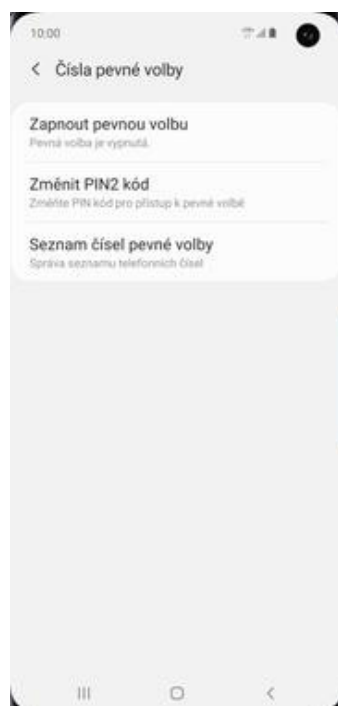 10:00
Čísla pevné volby
Zapnout pevnou volbu
Pevná volba je vypnutá.
Změnit PIN2 kód
Změňte PIN kód pro přístup k pevné volbě
Seznam čísel pevné volby
Správa seznamu telefonních čísel